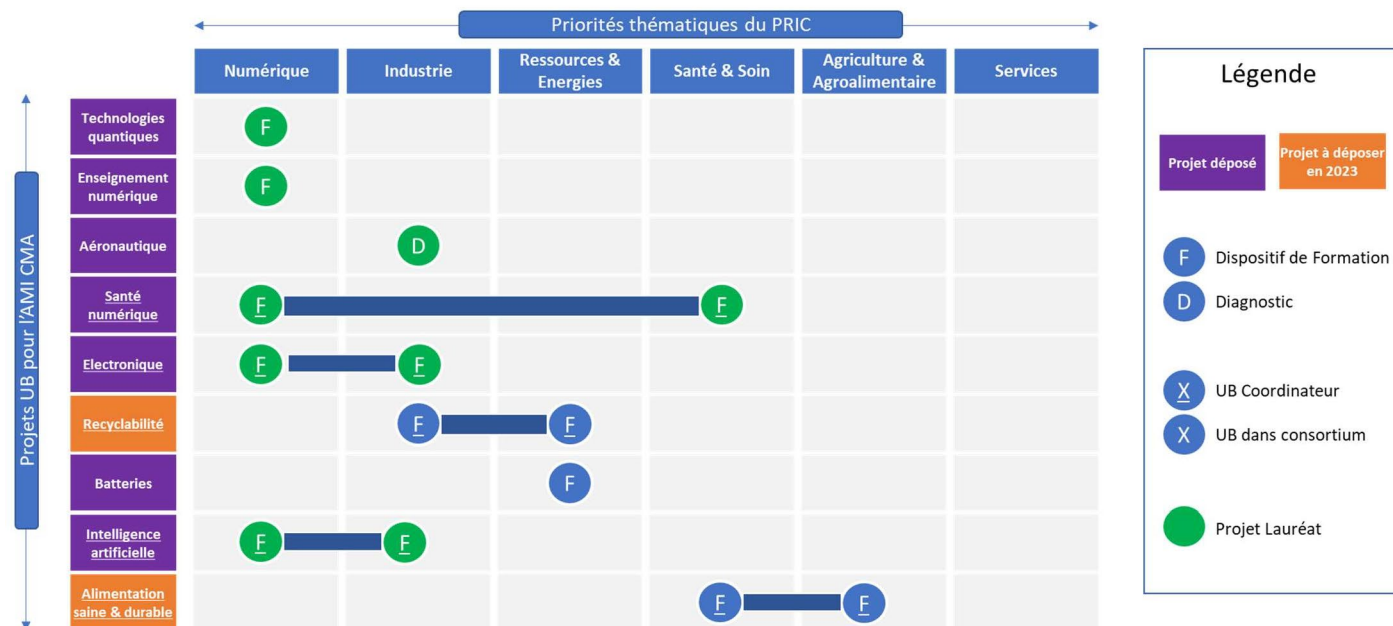 Priorités thématiques du PRIC
Numérique
Industrie
Ressources &
Energies
Santé & Soin
Agriculture &
Agroalimentaire
Services
Projets UB pour l'AMI CMA
Technologies
quantiques
F
Enseignement
numérique
F
Aéronautique
D
Santé
numérique
F
F
Electronique
F
F
Recyclabilité
F
F
Batteries
F
Intelligence
artificielle
F
F
Alimentation
saine & durable
F
F
Légende
Projet déposé
Projet à déposer
en 2023
F Dispositif de Formation
D Diagnostic
X UB Coordinateur
X UB dans consortium
Projet Lauréat